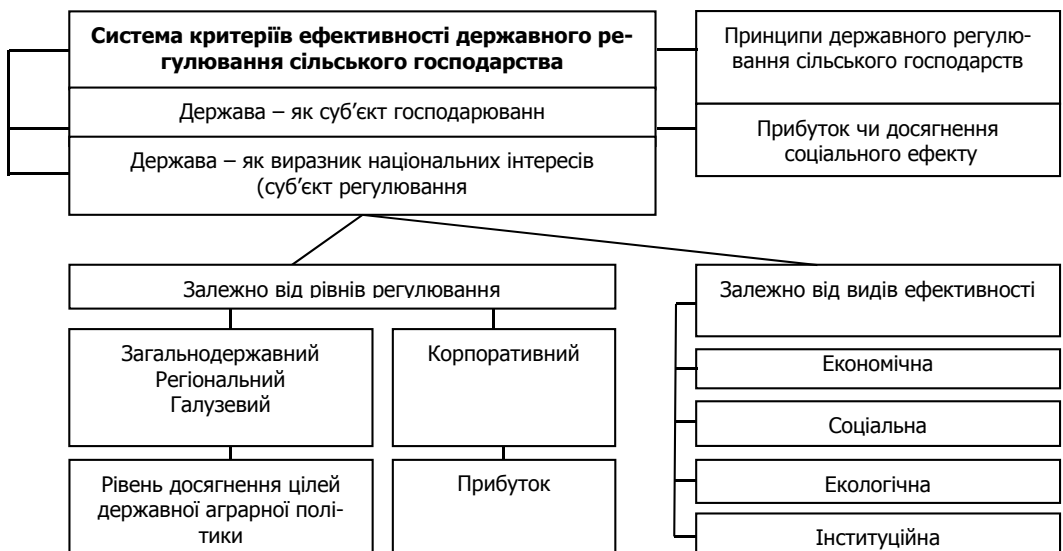 Система критеріїв ефективності державного ре-
гулювання сільського господарства
Держава – як суб’єкт господарюванн
Держава – як виразник національних інтересів
(суб’єкт регулювання
Принципи державного регулю-
вання сільського господарств
Прибуток чи досягнення
соціального ефекту
Залежно від рівнів регулювання
Загальнодержавний
Регіональний
Галузевий
Корпоративний
Рівень досягнення цілей
державної аграрної полі-
тики
Прибуток
Залежно від видів ефективності
Економічна
Соціальна
Екологічна
Інституційна